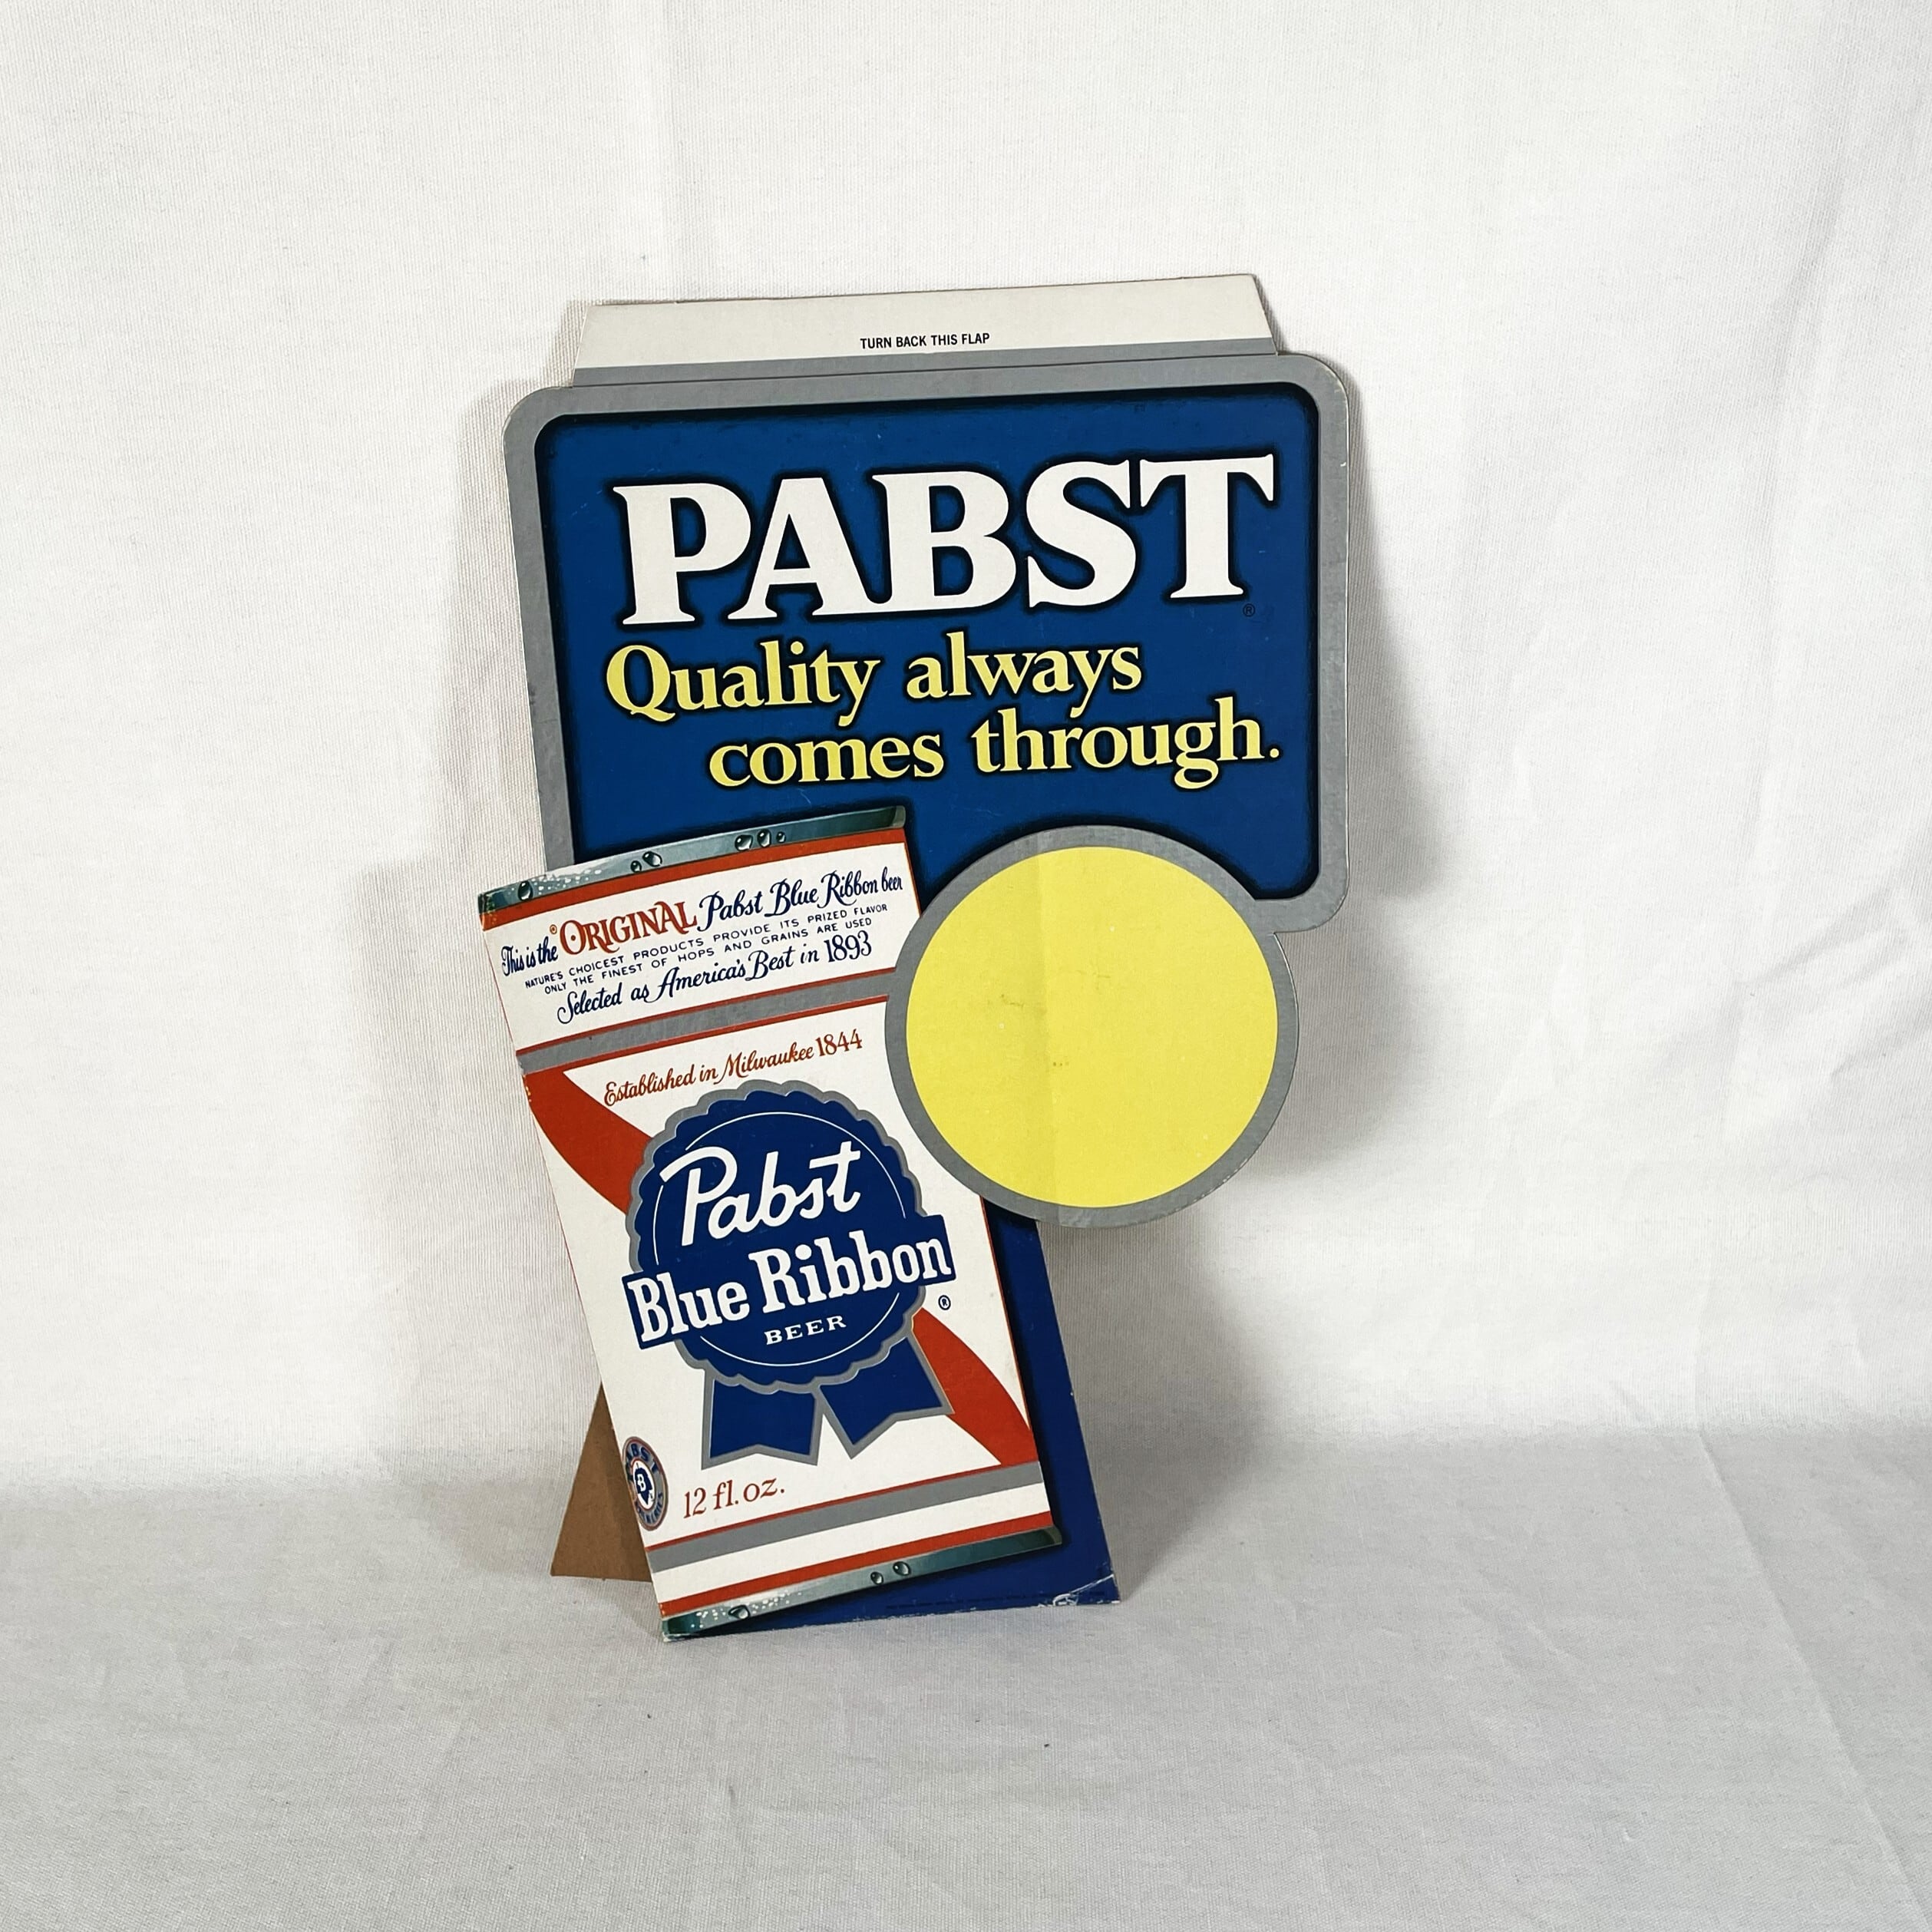 TURN BACK THIS FLAP
PABST
®
Quality always
comes through.
This is the ORIGINAL® Pabst Blue Ribbon beer
NATURE'S CHOICEST PRODUCTS PROVIDE ITS PRIZED FLAVOR
ONLY THE FINEST OF HOPS AND GRAINS ARE USED
Selected as America's Best in 1893
Established in Milwaukee 1844
Pabst
Blue Ribbon
®
BEER
PABST
B
12 fl. oz.